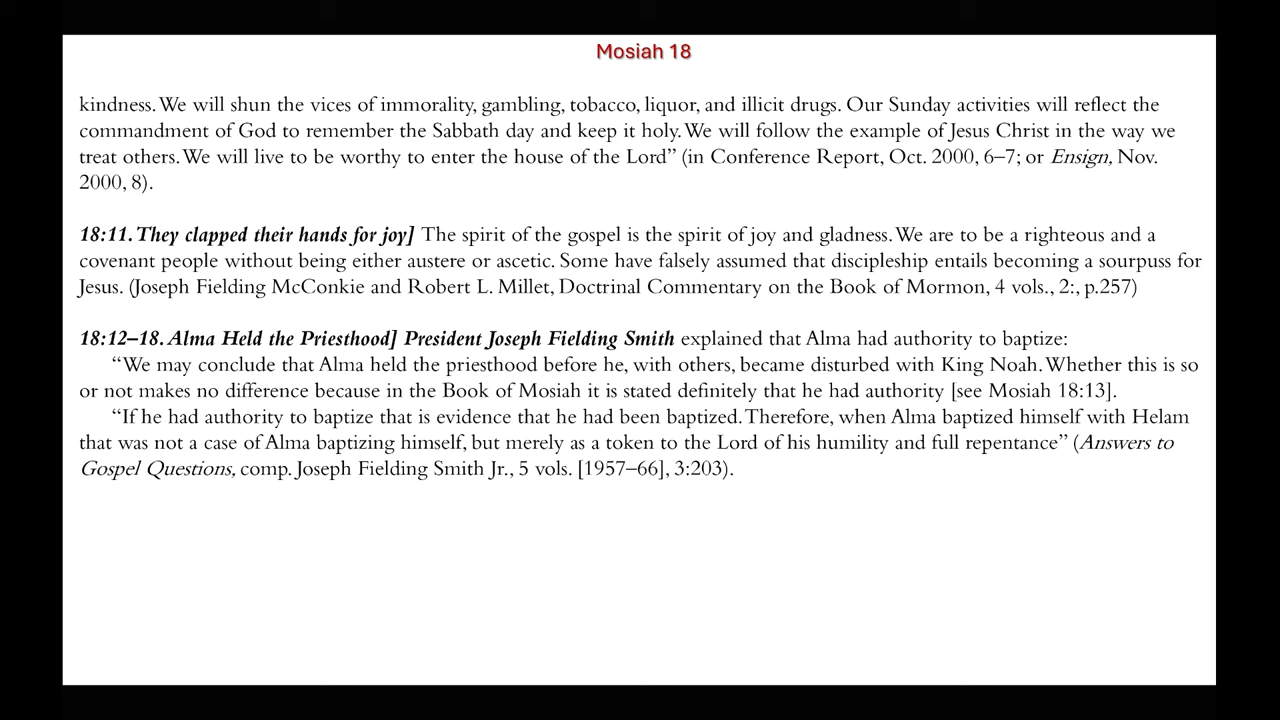 Mosiah 18
kindness. We will shun the vices of immorality, gambling, tobacco, liquor, and illicit drugs. Our Sunday activities will reflect the
commandment of God to remember the Sabbath day and keep it holy. We will follow the example of Jesus Christ in the way we
treat others. We will live to be worthy to enter the house of the Lord” (in Conference Report, Oct. 2000, 6–7; or Ensign, Nov.
2000, 8).
18:11. They clapped their hands for joy] The spirit of the gospel is the spirit of joy and gladness. We are to be a righteous and a
covenant people without being either austere or ascetic. Some have falsely assumed that discipleship entails becoming a sourpuss for
Jesus. (Joseph Fielding McConkie and Robert L. Millet, Doctrinal Commentary on the Book of Mormon, 4 vols., 2:, p.257)
18:12–18. Alma Held the Priesthood] President Joseph Fielding Smith explained that Alma had authority to baptize:
“We may conclude that Alma held the priesthood before he, with others, became disturbed with King Noah. Whether this is so
or not makes no difference because in the Book of Mosiah it is stated definitely that he had authority [see Mosiah 18:13].
“If he had authority to baptize that is evidence that he had been baptized. Therefore, when Alma baptized himself with Helam
that was not a case of Alma baptizing himself, but merely as a token to the Lord of his humility and full repentance” (Answers to
Gospel Questions, comp. Joseph Fielding Smith Jr., 5 vols. [1957–66], 3:203).